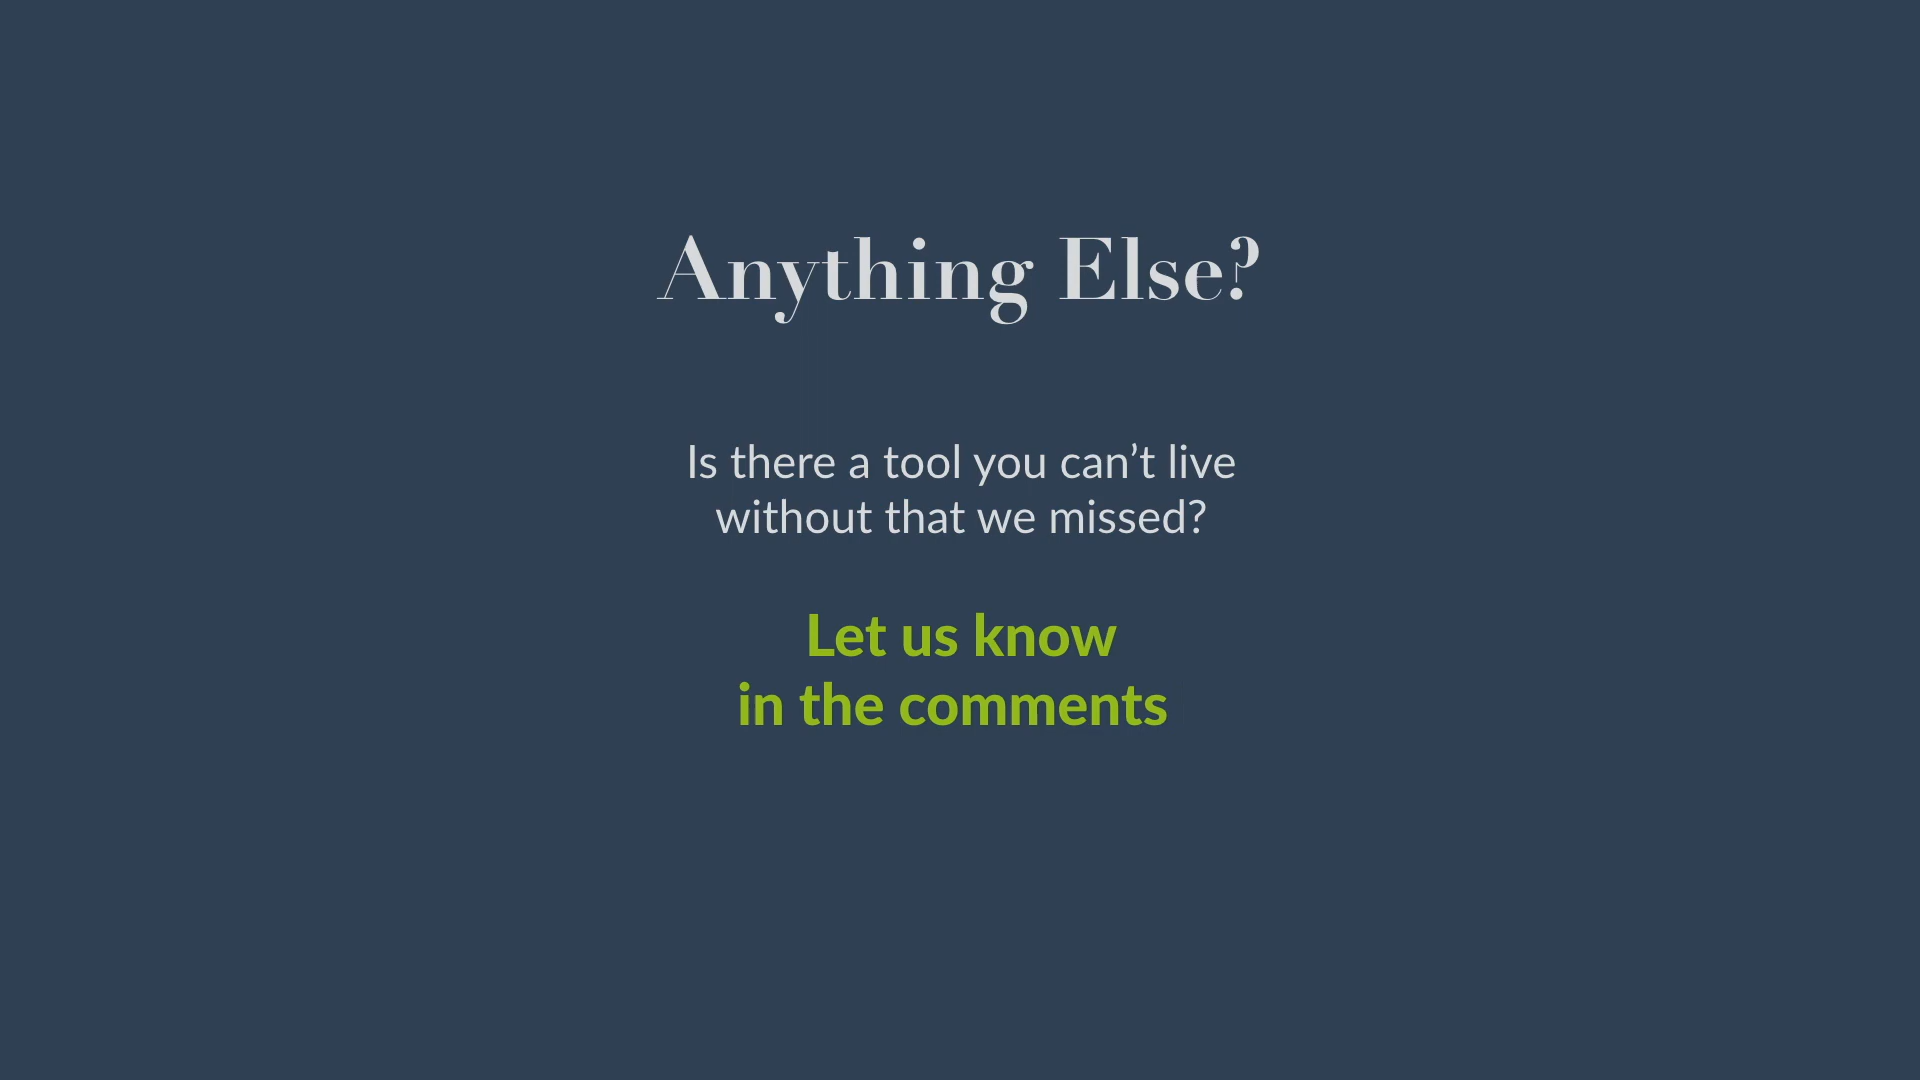 Anything Else?
Is there a tool you can’t live
without that we missed?
Let us know
in the comments